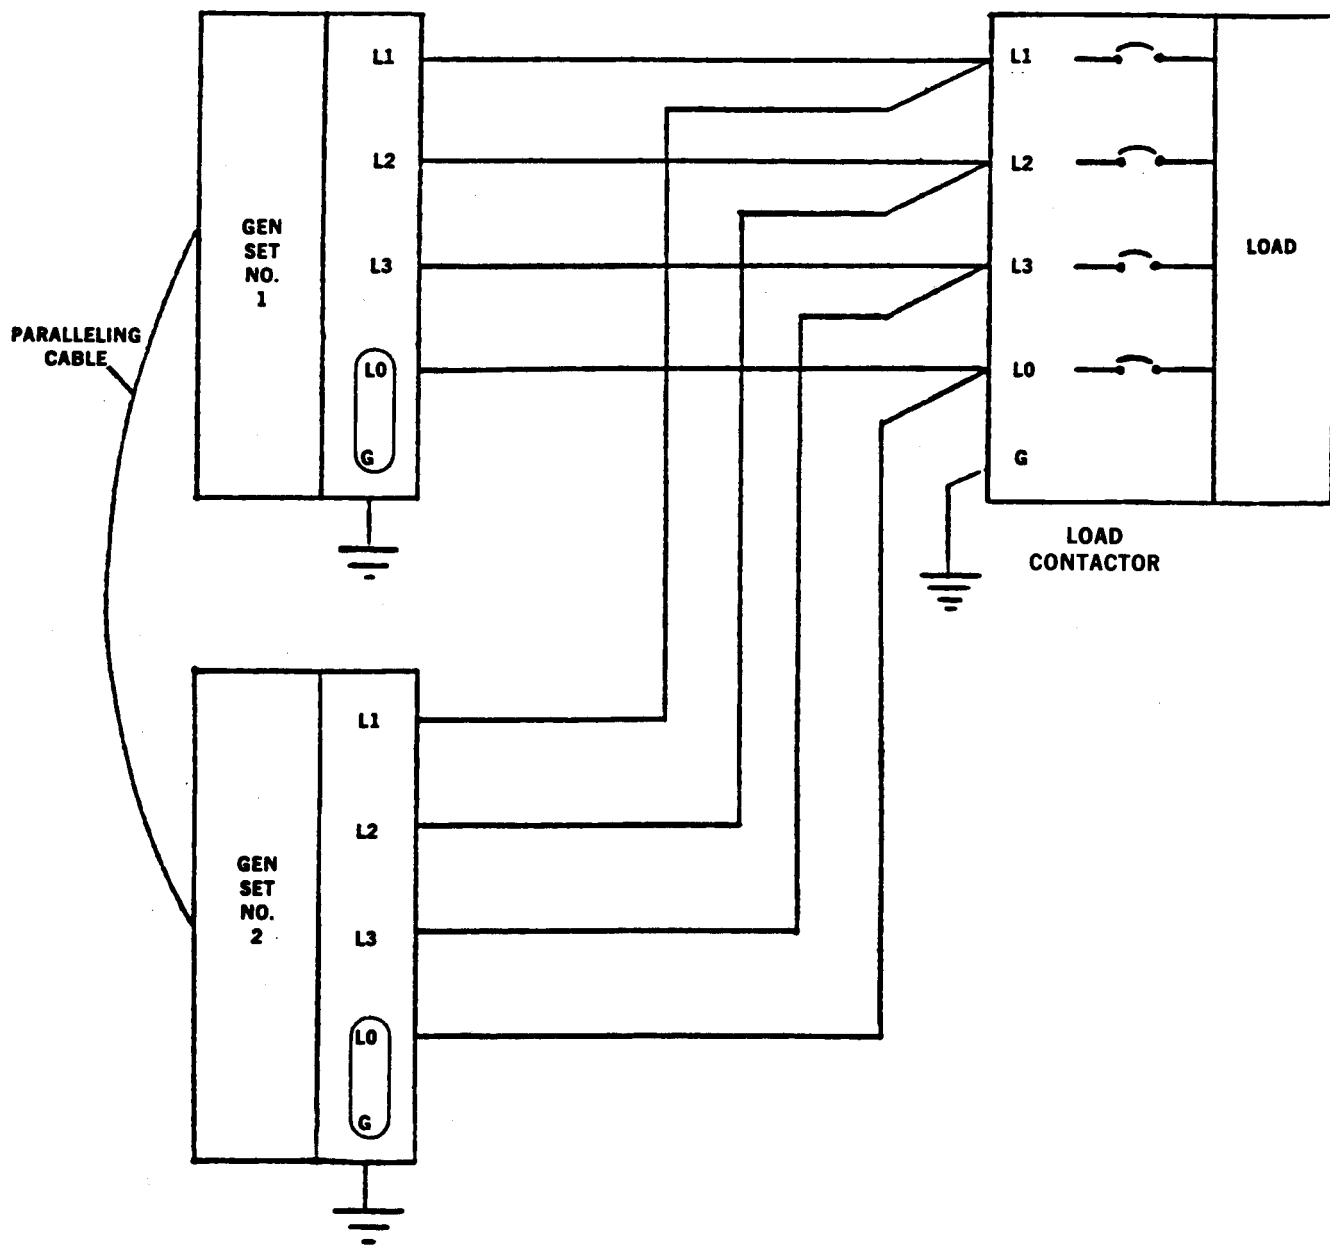 L1
L2
L3
L0
G
GEN
SET
NO.
1
PARALLELING
CABLE
L1
L2
L3
L0
G
LOAD
LOAD
CONTACTOR
L1
L2
L3
L0
G
GEN
SET
NO.
2